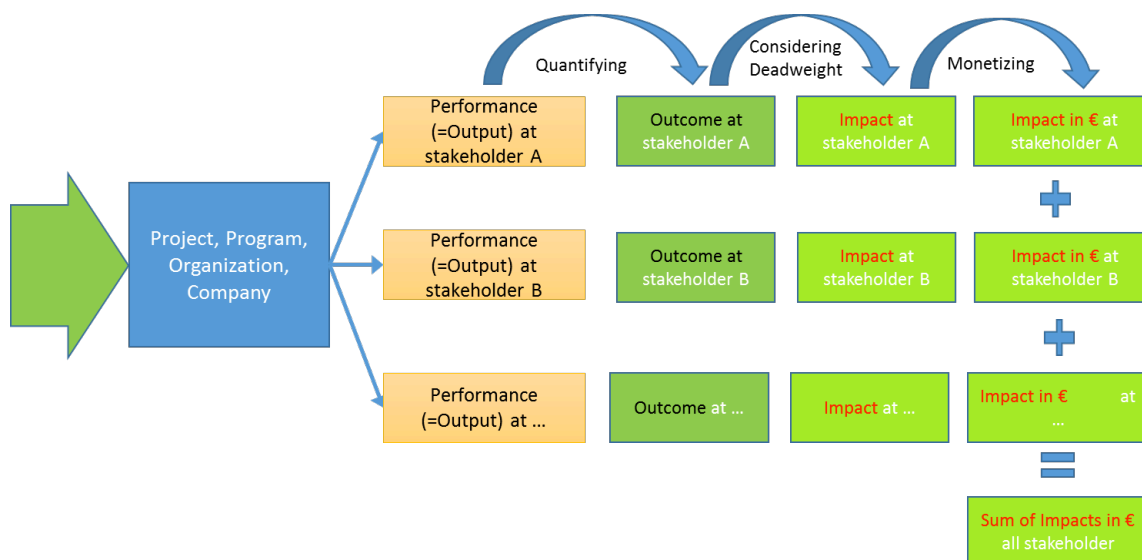 Quantifying
Considering
Deadweight
Monetizing
Performance
(=Output) at
stakeholder A
Outcome at
stakeholder A
Impact at
stakeholder A
Impact in € at
stakeholder A
Project, Program,
Organization,
Company
Performance
(=Output) at
stakeholder B
Outcome at
stakeholder B
Impact at
stakeholder B
Impact in € at
stakeholder B
Performance
(=Output) at ...
Outcome at ...
Impact at ...
Impact in € at
...
Sum of Impacts in €
all stakeholder